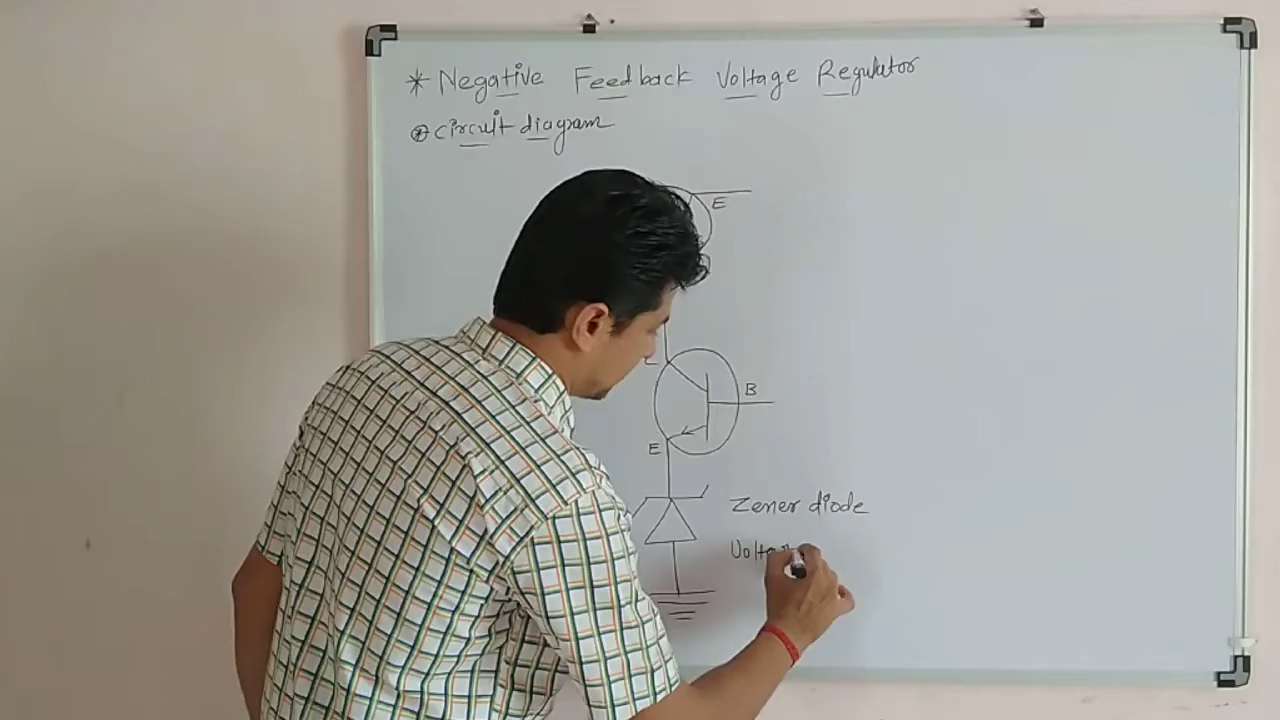 * Negative Feedback Voltage Regulator
circuit diagram
E
B
E
Zener diode